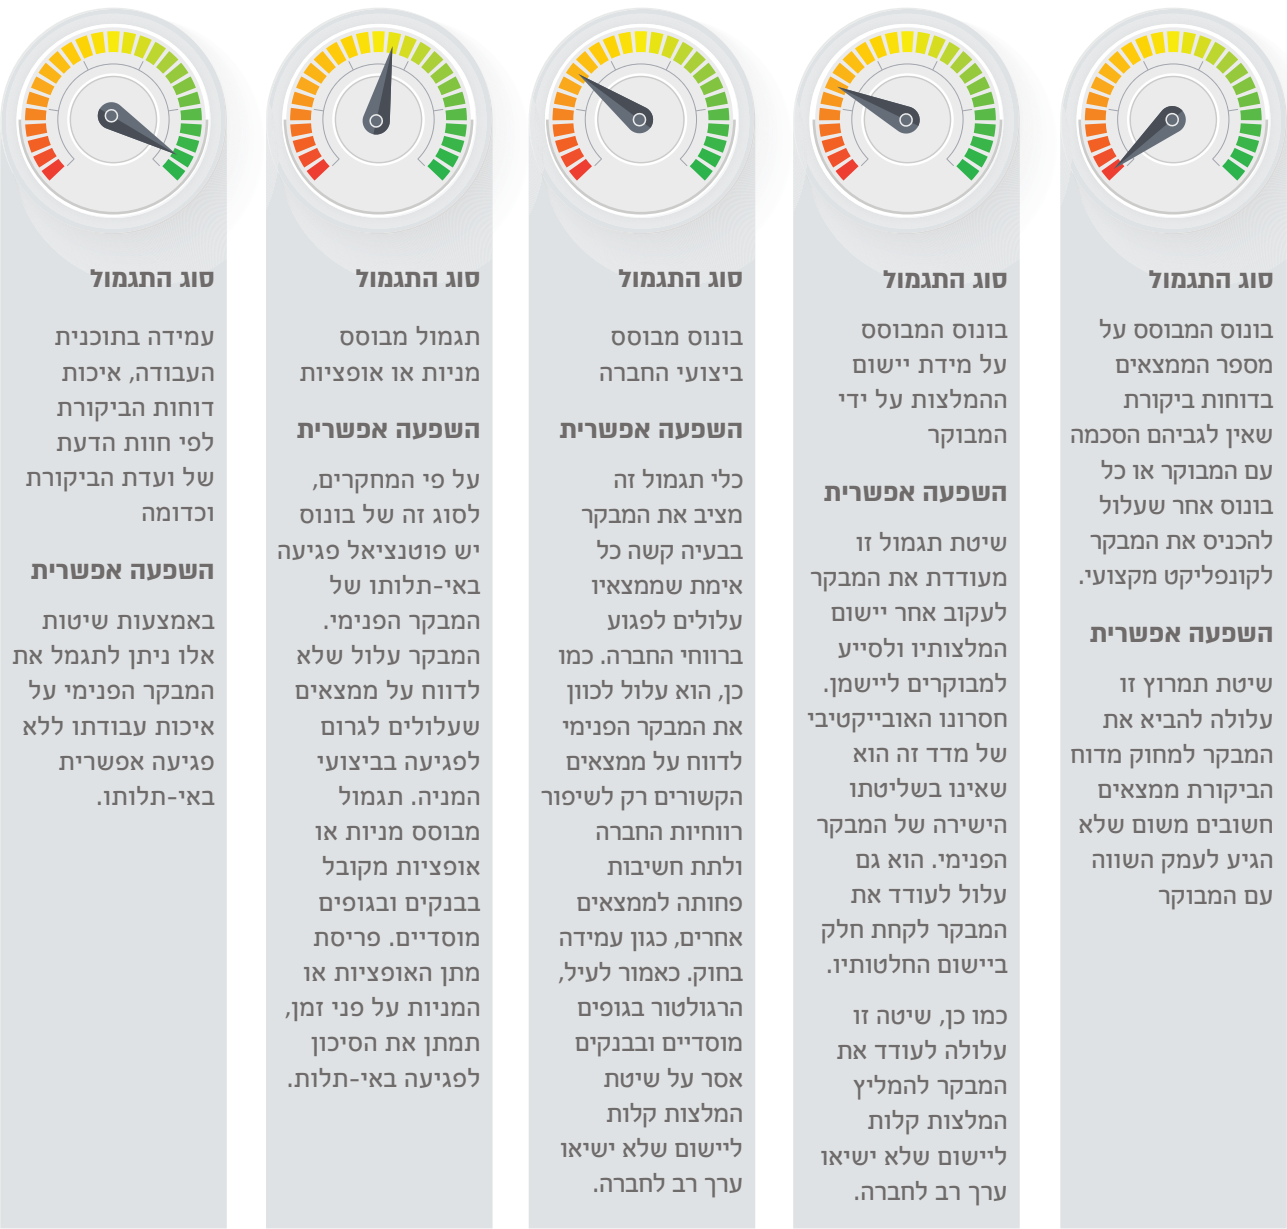 סוג התגמול
בונוס המבוסס על
מספר הממצאים
בדוחות ביקורת
שאין לגביהם הסכמה
עם המבוקר או כל
בונוס אחר שעלול
להכניס את המבקר
לקונפליקט מקצועי.
השפעה אפשרית
שיטת תמרוץ זו
עלולה להביא את
המבקר למחוק מדוח
הביקורת ממצאים
חשובים משום שלא
הגיע לעמק השווה
עם המבוקר
סוג התגמול
בונוס המבוסס
על מידת יישום
ההמלצות על ידי
המבוקר
השפעה אפשרית
שיטת תגמול זו
מעודדת את המבקר
לעקוב אחר יישום
המלצותיו ולסייע
למבוקרים ליישמן.
חסרונו האובייקטיבי
של מדד זה הוא
שאינו בשליטתו
הישירה של המבקר
הפנימי. הוא גם
עלול לעודד את
המבקר לקחת חלק
ביישום החלטותיו.
כמו כן, שיטה זו
עלולה לעודד את
המבקר להמליץ
המלצות קלות
ליישום שלא ישיאו
ערך רב לחברה.
סוג התגמול
בונוס מבוסס
ביצועי החברה
השפעה אפשרית
כלי תגמול זה
מציב את המבקר
בבעיה קשה כל
אימת שממצאיו
עלולים לפגוע
ברווחי החברה. כמו
כן, הוא עלול לכוון
את המבקר הפנימי
לדווח על ממצאים
הקשורים רק לשיפור
רווחיות החברה
ולתת חשיבות
פחותה לממצאים
אחרים, כגון עמידה
בחוק. כאמור לעיל,
הרגולטור בגופים
מוסדיים ובבנקים
אסר על שיטת
המלצות קלות
ליישום שלא ישיאו
ערך רב לחברה.
סוג התגמול
תגמול מבוסס
מניות או אופציות
השפעה אפשרית
על פי המחקרים,
לסוג זה של בונוס
יש פוטנציאל פגיעה
באי-תלותו של
המבקר הפנימי.
המבקר עלול שלא
לדווח על ממצאים
שעלולים לגרום
לפגיעה בביצועי
המניה. תגמול
מבוסס מניות או
אופציות מקובל
בבנקים ובגופים
מוסדיים. פריסת
מתן האופציות או
המניות על פני זמן,
תמתן את הסיכון
לפגיעה באי-תלות.
סוג התגמול
עמידה בתוכנית
העבודה, איכות
דוחות הביקורת
לפי חוות הדעת
של ועדת הביקורת
וכדומה
השפעה אפשרית
באמצעות שיטות
אלו ניתן לתגמל את
המבקר הפנימי על
איכות עבודתו ללא
פגיעה אפשרית
באי-תלותו.